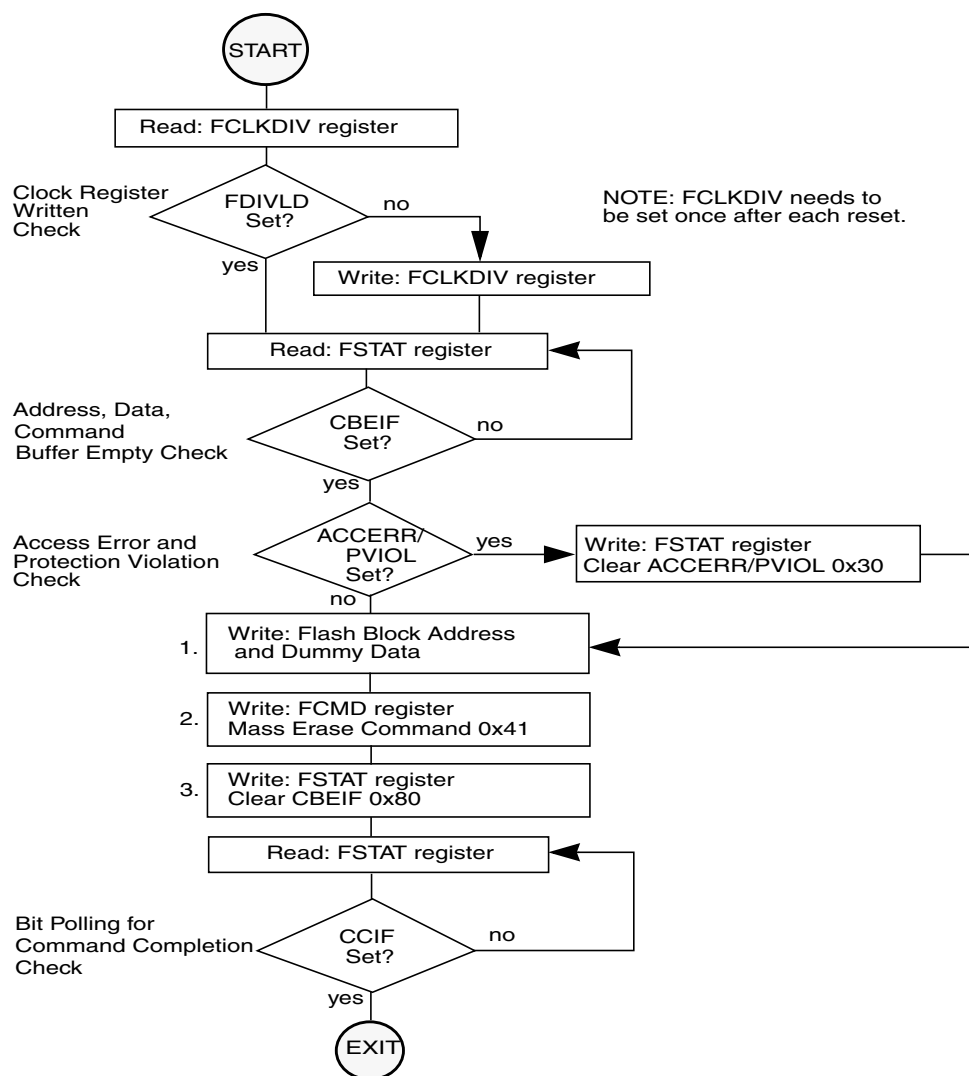 START
Read: FCLKDIV register
Clock Register
Written
Check
FDIVLD
Set?
no
yes
NOTE: FCLKDIV needs to
be set once after each reset.
Write: FCLKDIV register
Read: FSTAT register
Address, Data,
Command
Buffer Empty Check
CBEIF
Set?
no
yes
Access Error and
Protection Violation
Check
ACCERR/
PVIOL
Set?
yes
no
Write: FSTAT register
Clear ACCERR/PVIOL 0x30
1.
Write: Flash Block Address
and Dummy Data
2.
Write: FCMD register
Mass Erase Command 0x41
3.
Write: FSTAT register
Clear CBEIF 0x80
Read: FSTAT register
Bit Polling for
Command Completion
Check
CCIF
Set?
no
yes
EXIT